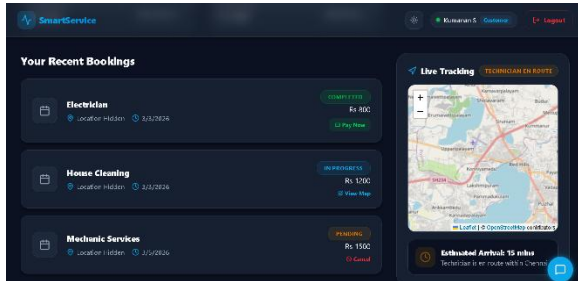 SmartService
Kumaran S Customer
Logout
Your Recent Bookings
Electrician
Location Hidden 3/3/2026
COMPLETED
Rs 800
Pay Now
House Cleaning
Location Hidden 3/3/2026
IN PROGRESS
Rs 1200
View Map
Mechanic Services
Location Hidden 3/5/2026
PENDING
Rs 1500
Cancel
Live Tracking TECHNICIAN EN ROUTE
+
−
Leaflet | © OpenStreetMap contributors
Estimated Arrival: 15 mins
Technician is en route within Chennai